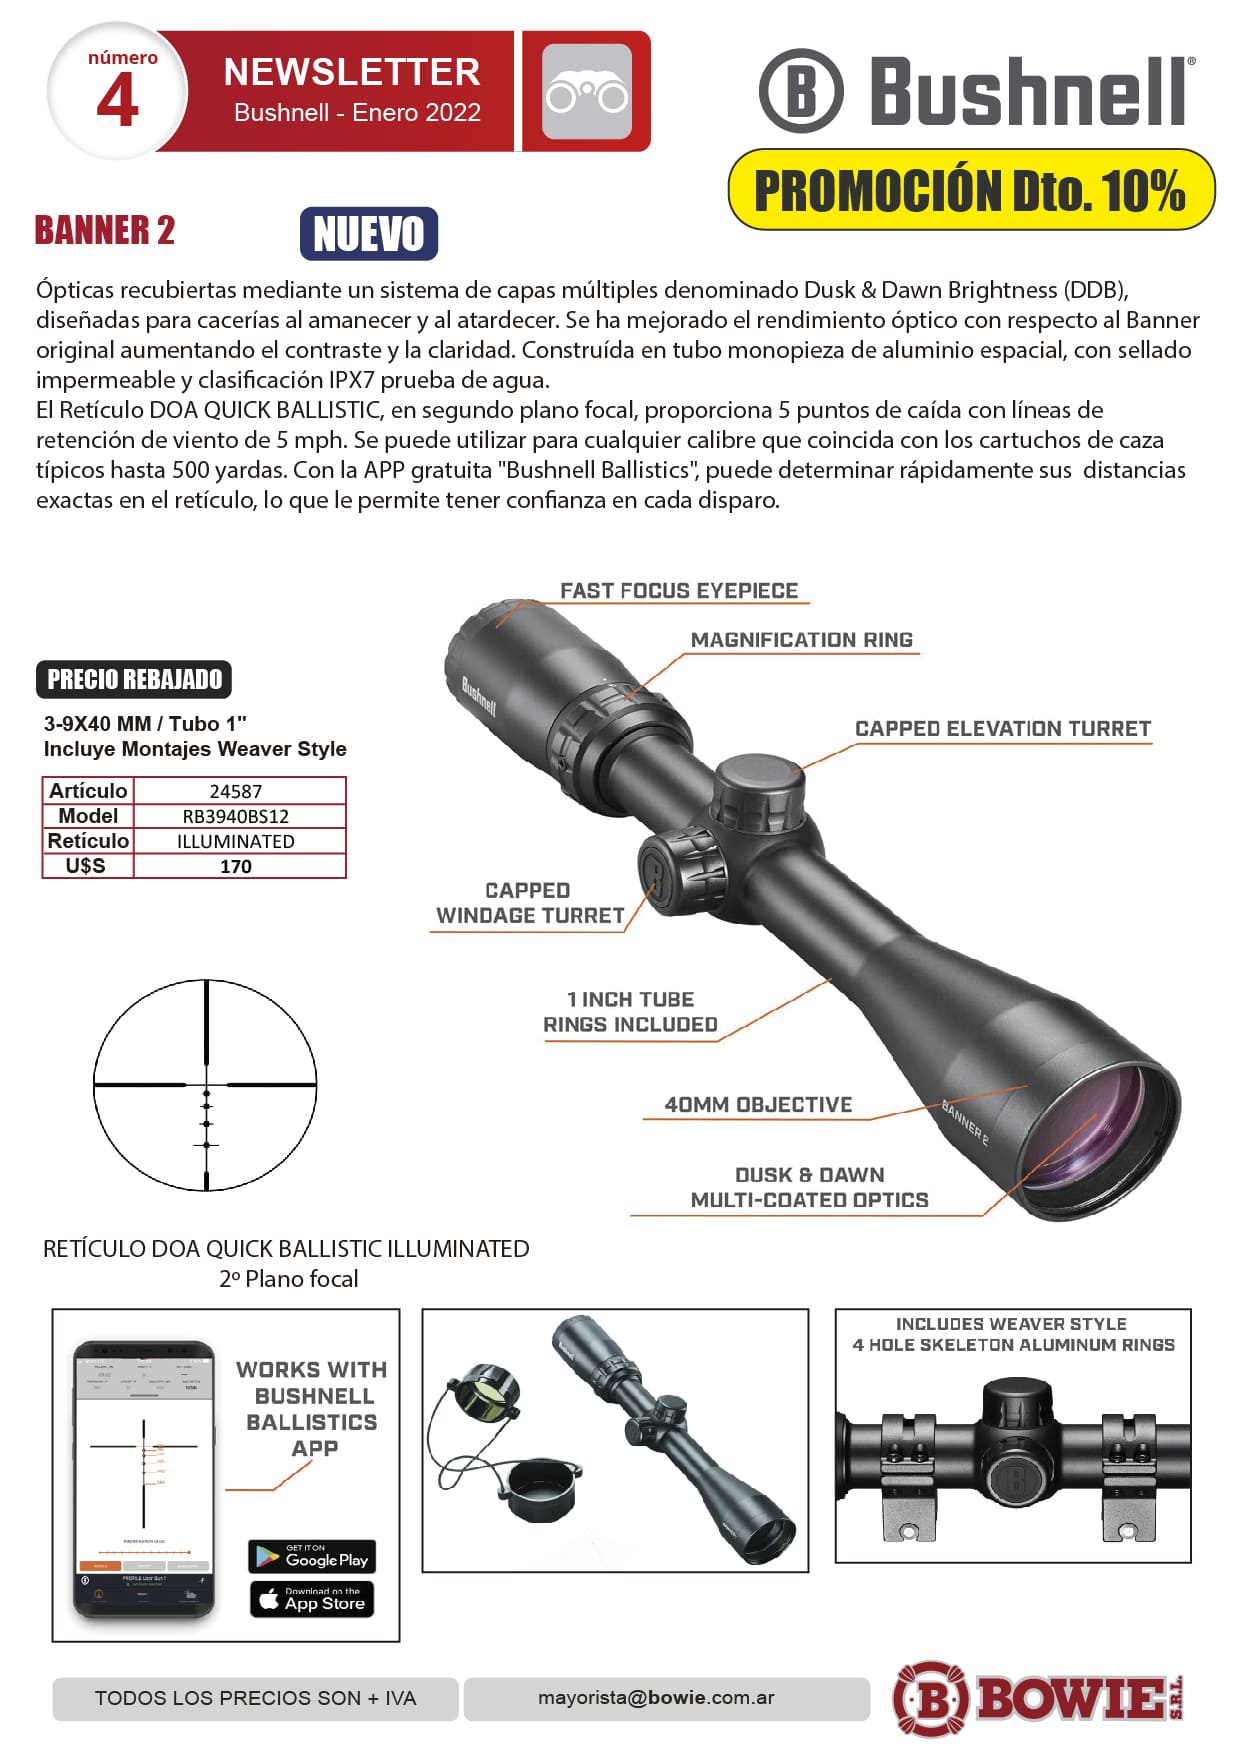 número
4
NEWSLETTER
Bushnell - Enero 2022
B Bushnell®
PROMOCIÓN Dto. 10%
BANNER 2
NUEVO
Ópticas recubiertas mediante un sistema de capas múltiples denominado Dusk & Dawn Brightness (DDB),
diseñadas para cacerías al amanecer y al atardecer. Se ha mejorado el rendimiento óptico con respecto al Banner
original aumentando el contraste y la claridad. Construída en tubo monopieza de aluminio espacial, con sellado
impermeable y clasificación IPX7 prueba de agua.
El Retículo DOA QUICK BALLISTIC, en segundo plano focal, proporciona 5 puntos de caída con líneas de
retención de viento de 5 mph. Se puede utilizar para cualquier calibre que coincida con los cartuchos de caza
típicos hasta 500 yardas. Con la APP gratuita "Bushnell Ballistics", puede determinar rápidamente sus distancias
exactas en el retículo, lo que le permite tener confianza en cada disparo.
FAST FOCUS EYEPIECE
MAGNIFICATION RING
CAPPED ELEVATION TURRET
Bushnell
PRECIO REBAJADO
3-9X40 MM / Tubo 1"
Incluye Montajes Weaver Style
Artículo 24587
Model RB3940BS12
Retículo ILLUMINATED
U$S 170
B
CAPPED
WINDAGE TURRET
1 INCH TUBE
RINGS INCLUDED
40MM OBJECTIVE
BANNER 2
DUSK & DAWN
MULTI-COATED OPTICS
RETÍCULO DOA QUICK BALLISTIC ILLUMINATED
2º Plano focal
WORKS WITH
BUSHNELL
BALLISTICS
APP
GET IT ON
Google Play
Download on the
App Store
INCLUDES WEAVER STYLE
4 HOLE SKELETON ALUMINUM RINGS
B
TODOS LOS PRECIOS SON + IVA
mayorista@bowie.com.ar
B BOWIE S.R.L.